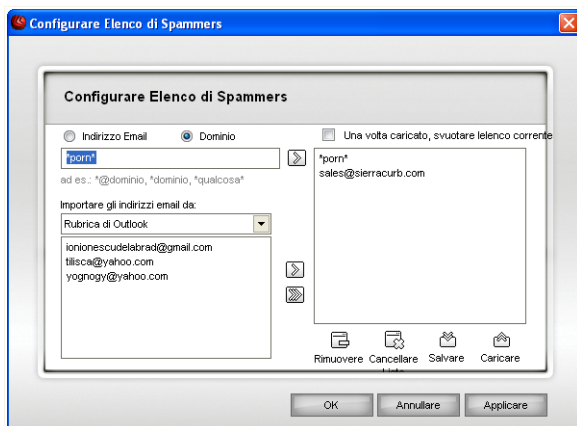 Configurare Elenco di Spammers
Configurare Elenco di Spammers
Indirizzo Email
Dominio
Una volta caricato, svuotare lelenco corrente
*porn*
ad es.: *@dominio, *dominio, *qualcosa*
Importare gli indirizzi email da:
Rubrica di Outlook
ionionescudelabrad@gmail.com
tilisca@yahoo.com
yognogy@yahoo.com
*porn*
sales@sierracurb.com
Rimuovere
Cancellare
Lista
Salvare
Caricare
OK
Annullare
Applicare